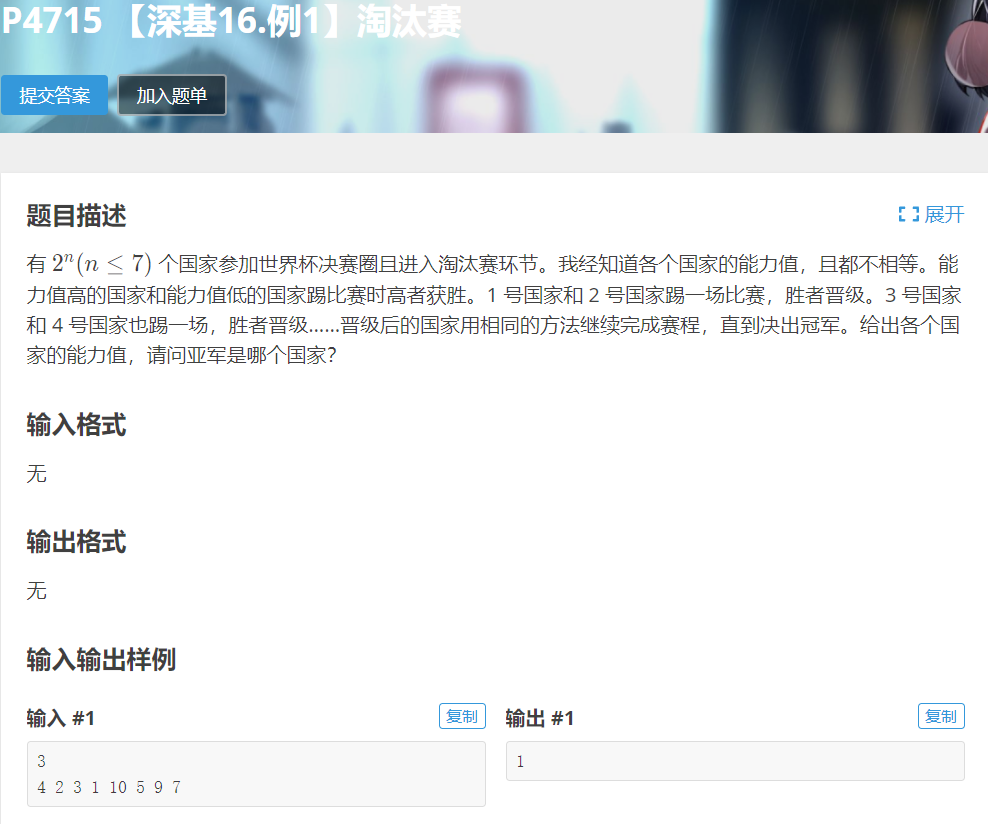 P4715 【深基16.例1】淘汰赛
提交答案
加入题单
题目描述
展开
有 2^n(n ≤ 7) 个国家参加世界杯决赛圈且进入淘汰赛环节。我经知道各个国家的能力值，且都不相等。能
力值高的国家和能力值低的国家踢比赛时高者获胜。1 号国家和 2 号国家踢一场比赛，胜者晋级。3 号国家
和 4 号国家也踢一场，胜者晋级……晋级后的国家用相同的方法继续完成赛程，直到决出冠军。给出各个国
家的能力值，请问亚军是哪个国家？
输入格式
无
输出格式
无
输入输出样例
输入 #1
复制
3
4 2 3 1 10 5 9 7
输出 #1
复制
1